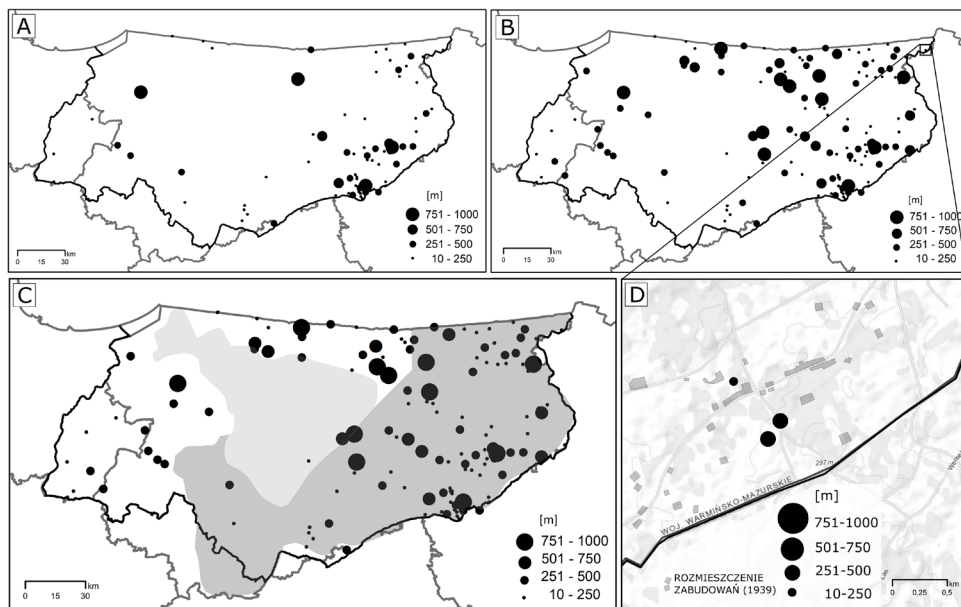 A
[m]
751 - 1000
501 - 750
251 - 500
10 - 250
0 15 30 km
B
[m]
751 - 1000
501 - 750
251 - 500
10 - 250
0 15 30 km
C
[m]
751 - 1000
501 - 750
251 - 500
10 - 250
0 15 30 km
D
297 m
WOJ. WARMIŃSKO-MAZURSKIE
[m]
751-1000
501-750
251-500
10-250
ROZMIESZCZENIE
ZABUDOWAŃ (1939)
km
0 0,25 0,5